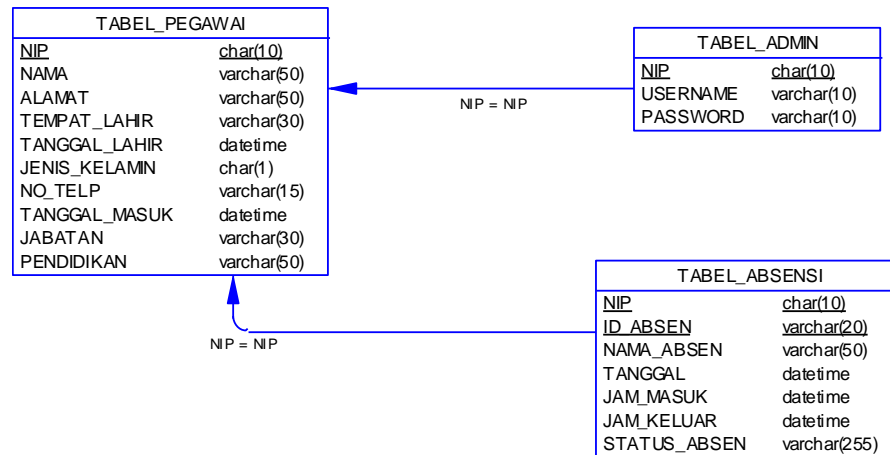 TABEL_PEGAWAI
NIP char(10)
NAMA varchar(50)
ALAMAT varchar(50)
TEMPAT_LAHIR varchar(30)
TANGGAL_LAHIR datetime
JENIS_KELAMIN char(1)
NO_TELP varchar(15)
TANGGAL_MASUK datetime
JABATAN varchar(30)
PENDIDIKAN varchar(50)
NIP = NIP
TABEL_ADMIN
NIP char(10)
USERNAME varchar(10)
PASSWORD varchar(10)
NIP = NIP
TABEL_ABSENSI
NIP char(10)
ID_ABSEN varchar(20)
NAMA_ABSEN varchar(50)
TANGGAL datetime
JAM_MASUK datetime
JAM_KELUAR datetime
STATUS_ABSEN varchar(255)